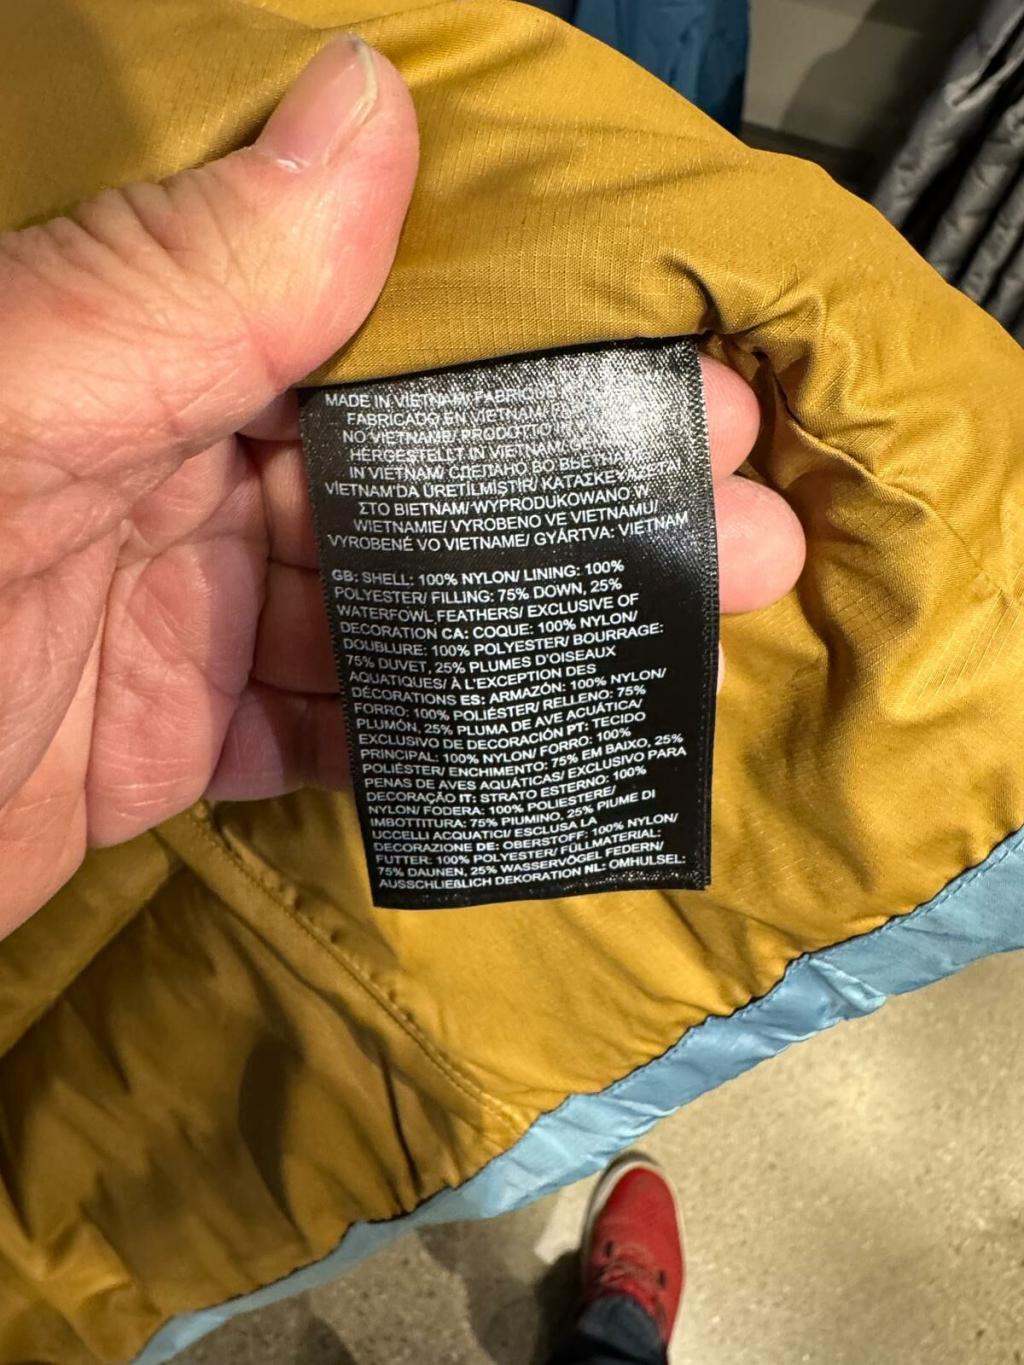 MADE IN VIETNAM/ FABRIQUÉ
FABRICADO EN VIETNAM/
NO VIETNAME/ PRODOTTO
HERGESTELLT IN VIETNAM/
IN VIETNAM/ СДЕЛАНО ВО ВЬЕТНАМЕ/
VIETNAM'DA ÜRETİLMİŞTİR/ ΚΑΤΑΣΚΕΥΑΖΕΤΑΙ
ΣΤΟ ΒΙΕΤΝΑΜ/ WYPRODUKOWANO W
WIETNAMIE/ VYROBENO VE VIETNAMU/
VYROBENÉ VO VIETNAME/ GYÁRTVA: VIETNAM
GB: SHELL: 100% NYLON/ LINING: 100%
POLYESTER/ FILLING: 75% DOWN, 25%
WATERFOWL FEATHERS/ EXCLUSIVE OF
DECORATION CA: COQUE: 100% NYLON/
DOUBLURE: 100% POLYESTER/ BOURRAGE:
75% DUVET, 25% PLUMES D'OISEAUX
AQUATIQUES/ À L'EXCEPTION DES
DÉCORATIONS ES: ARMAZÓN: 100% NYLON/
FORRO: 100% POLIÉSTER/ RELLENO: 75%
PLUMÓN, 25% PLUMA DE AVE ACUÁTICA/
EXCLUSIVO DE DECORACIÓN PT: TECIDO
PRINCIPAL: 100% NYLON/ FORRO: 100%
POLIÉSTER/ ENCHIMENTO: 75% EM BAIXO, 25%
PENAS DE AVES AQUÁTICAS/ EXCLUSIVO PARA
DECORAÇÃO IT: STRATO ESTERNO: 100%
NYLON/ FODERA: 100% POLIESTERE/
IMBOTTITURA: 75% PIUMINO, 25% PIUME DI
UCCELLI ACQUATICI/ ESCLUSA LA
DECORAZIONE DE: OBERSTOFF: 100% NYLON/
FUTTER: 100% POLYESTER/ FÜLLMATERIAL:
75% DAUNEN, 25% WASSERVÖGEL FEDERN/
AUSSCHLIEßLICH DEKORATION NL: OMHULSEL: